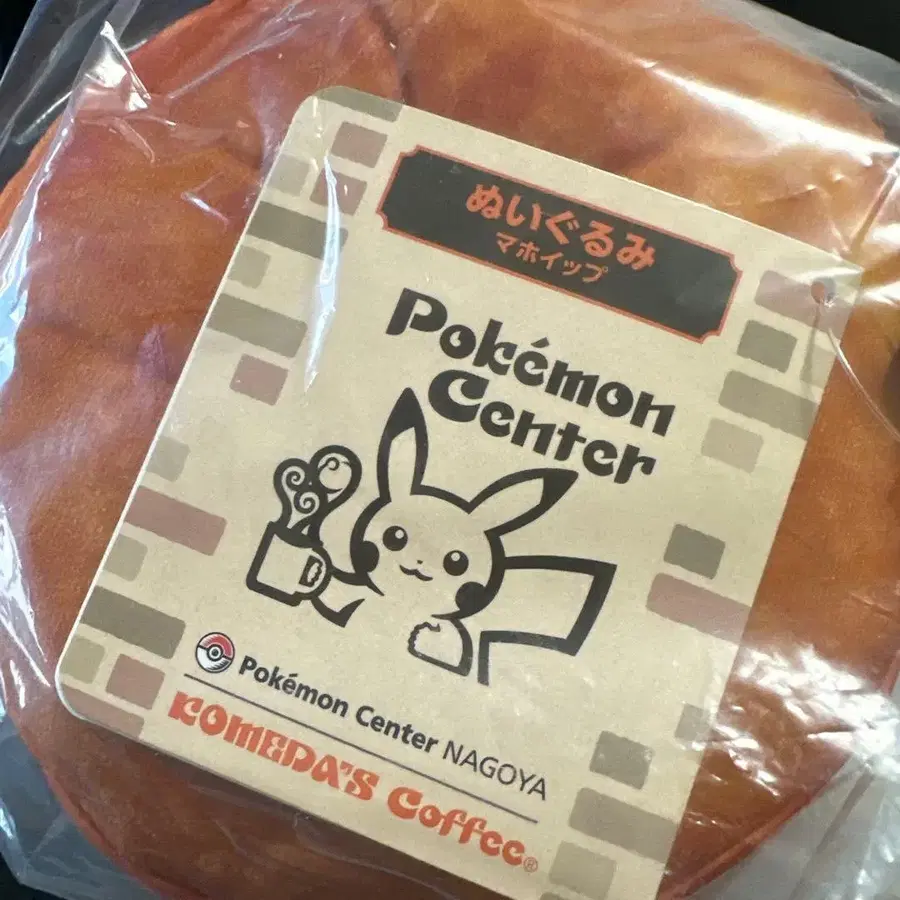 ぬいぐるみ
マホイップ
Pokémon
Center
Pokémon Center NAGOYA
KOMEDA'S Coffee®